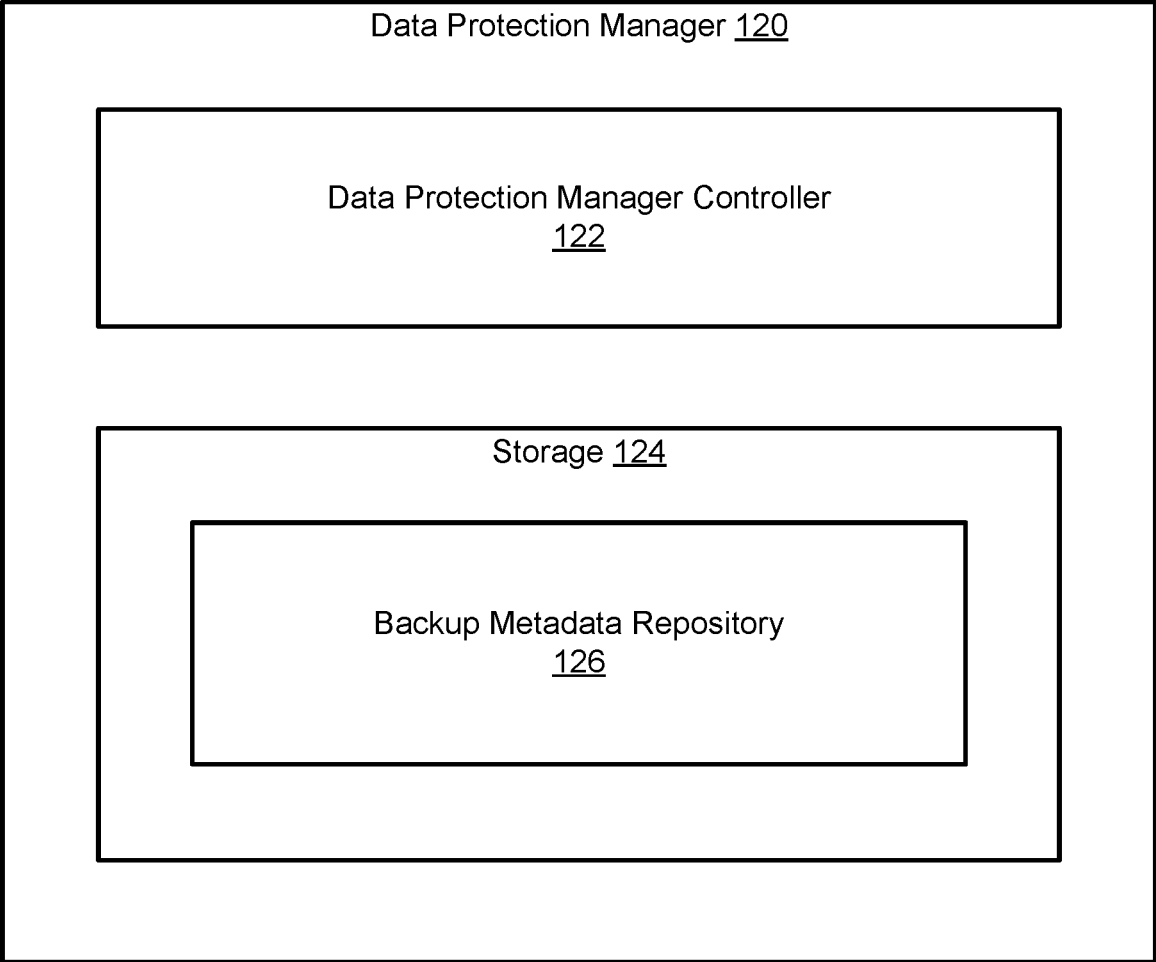 Data Protection Manager 120
Data Protection Manager Controller
122
Storage 124
Backup Metadata Repository
126